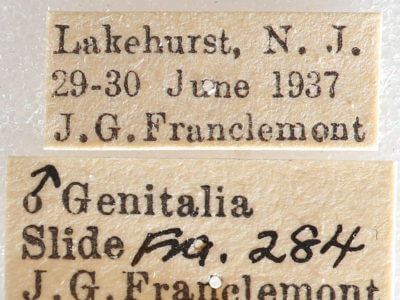 Lakehurst, N. J.
29-30 June 1937
J.G.Franclemont
♂ Genitalia
Slide Fra. 284
J.G.Franclemont